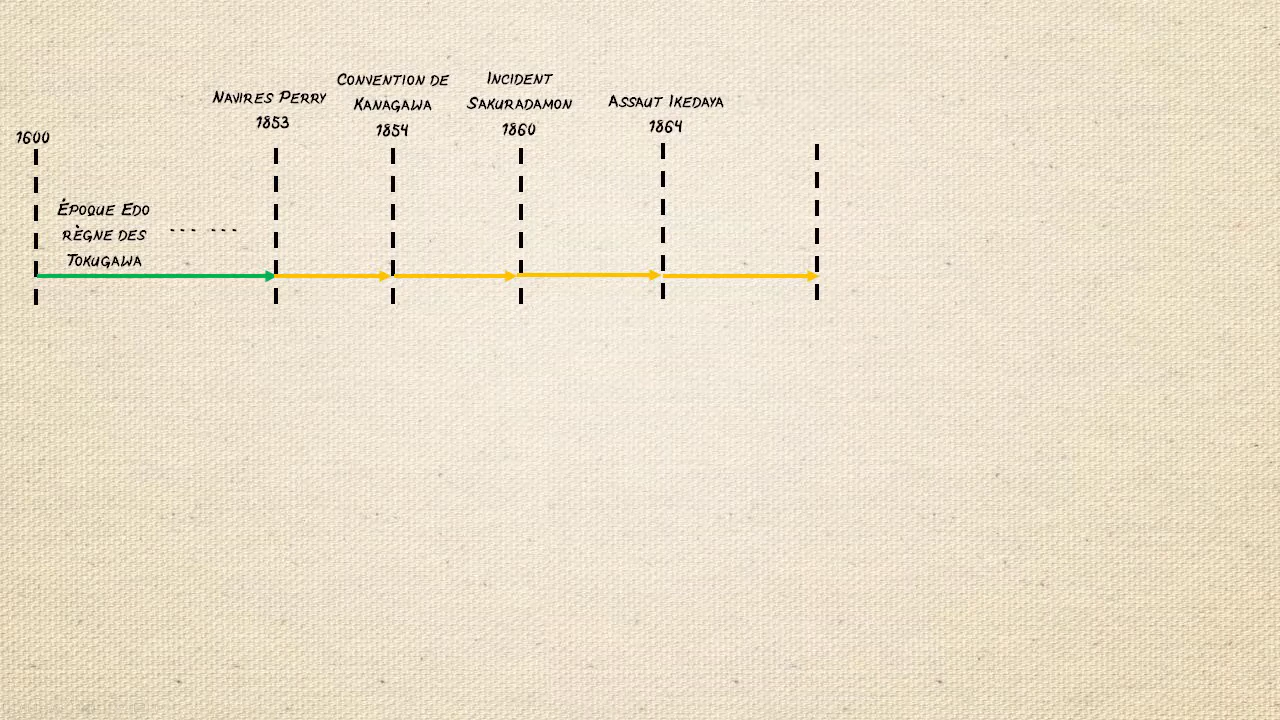 1600
Époque Edo
règne des
Tokugawa
Navires Perry
1853
Convention de
Kanagawa
1854
Incident
Sakuradamon
1860
Assaut Ikedaya
1864